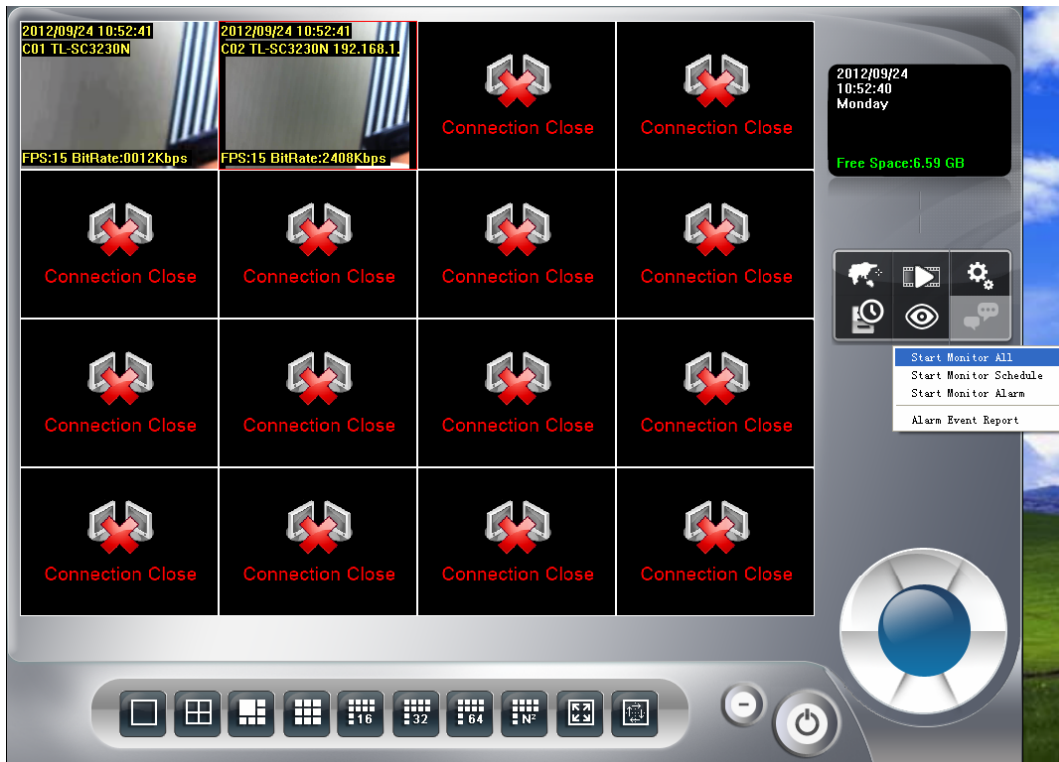 2012/09/24 10:52:41
C01 TL-SC3230N
FPS:15 BitRate:0012Kbps
2012/09/24 10:52:41
C02 TL-SC3230N 192.168.1.
FPS:15 BitRate:2408Kbps
Connection Close
Connection Close
Connection Close
Connection Close
Connection Close
Connection Close
Connection Close
Connection Close
Connection Close
Connection Close
Connection Close
Connection Close
Connection Close
Connection Close
2012/09/24
10:52:40
Monday
Free Space:6.59 GB
Start Monitor All
Start Monitor Schedule
Start Monitor Alarm
Alarm Event Report
16
32
64
N²